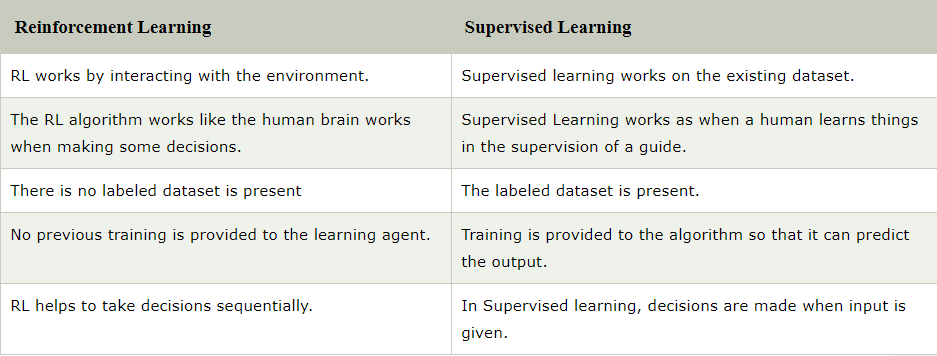 Reinforcement Learning
Supervised Learning
RL works by interacting with the environment.
Supervised learning works on the existing dataset.
The RL algorithm works like the human brain works
when making some decisions.
Supervised Learning works as when a human learns things
in the supervision of a guide.
There is no labeled dataset is present
The labeled dataset is present.
No previous training is provided to the learning agent.
Training is provided to the algorithm so that it can predict
the output.
RL helps to take decisions sequentially.
In Supervised learning, decisions are made when input is
given.